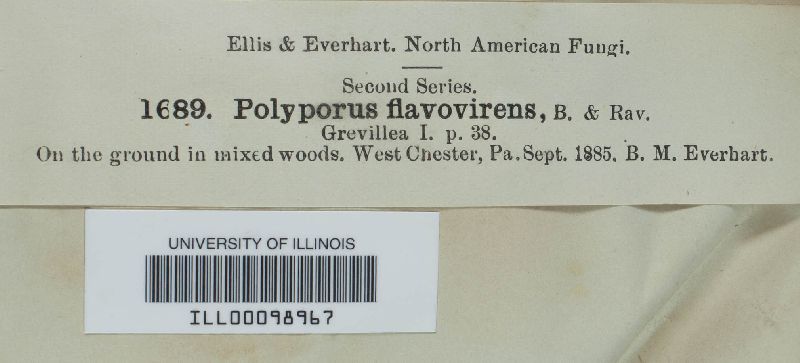 Ellis & Everhart. North American Fungi.
Second Series.
1689. Polyporus flavovirens, B. & Rav.
Grevillea I. p. 38.
On the ground in mixed woods. West Chester, Pa. Sept. 1885. B. M. Everhart.
UNIVERSITY OF ILLINOIS
ILL00098967